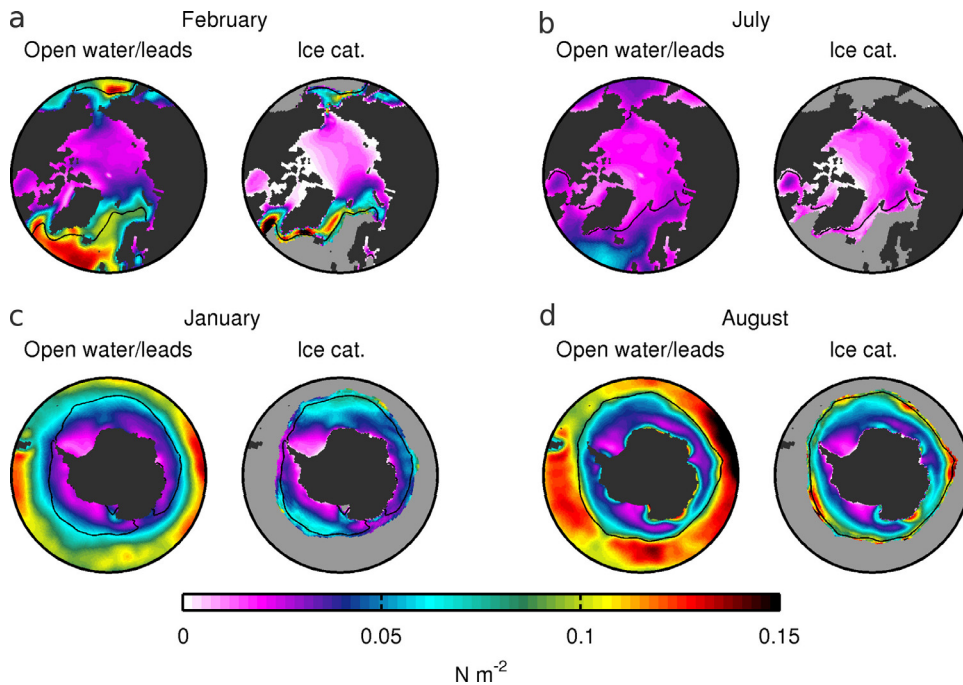 a
February
Open water/leads
Ice cat.
b
July
Open water/leads
Ice cat.
c
January
Open water/leads
Ice cat.
d
August
Open water/leads
Ice cat.
0
0.05
0.1
0.15
N m⁻²